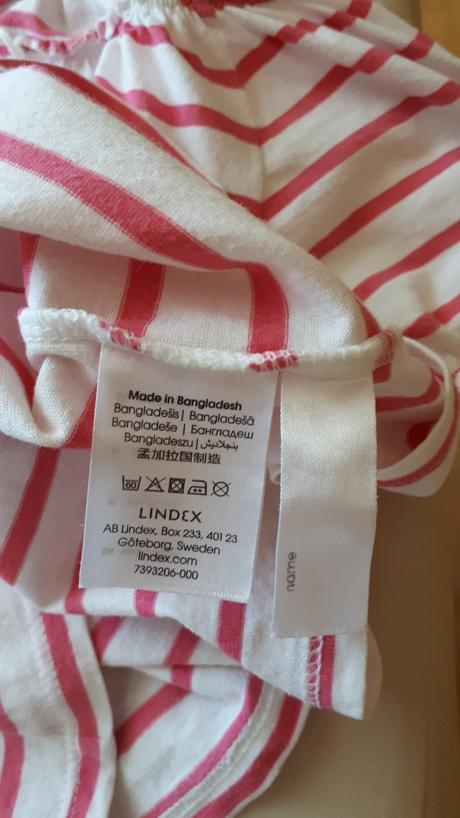 Made in Bangladesh
Bangladešis | Bangladešā
Bangladeše | Бангладеш
Bangladeszu | بنجلاديش
孟加拉国制造
60
LINDEX
AB Lindex, Box 233, 401 23
Göteborg, Sweden
lindex.com
7393206-000
name